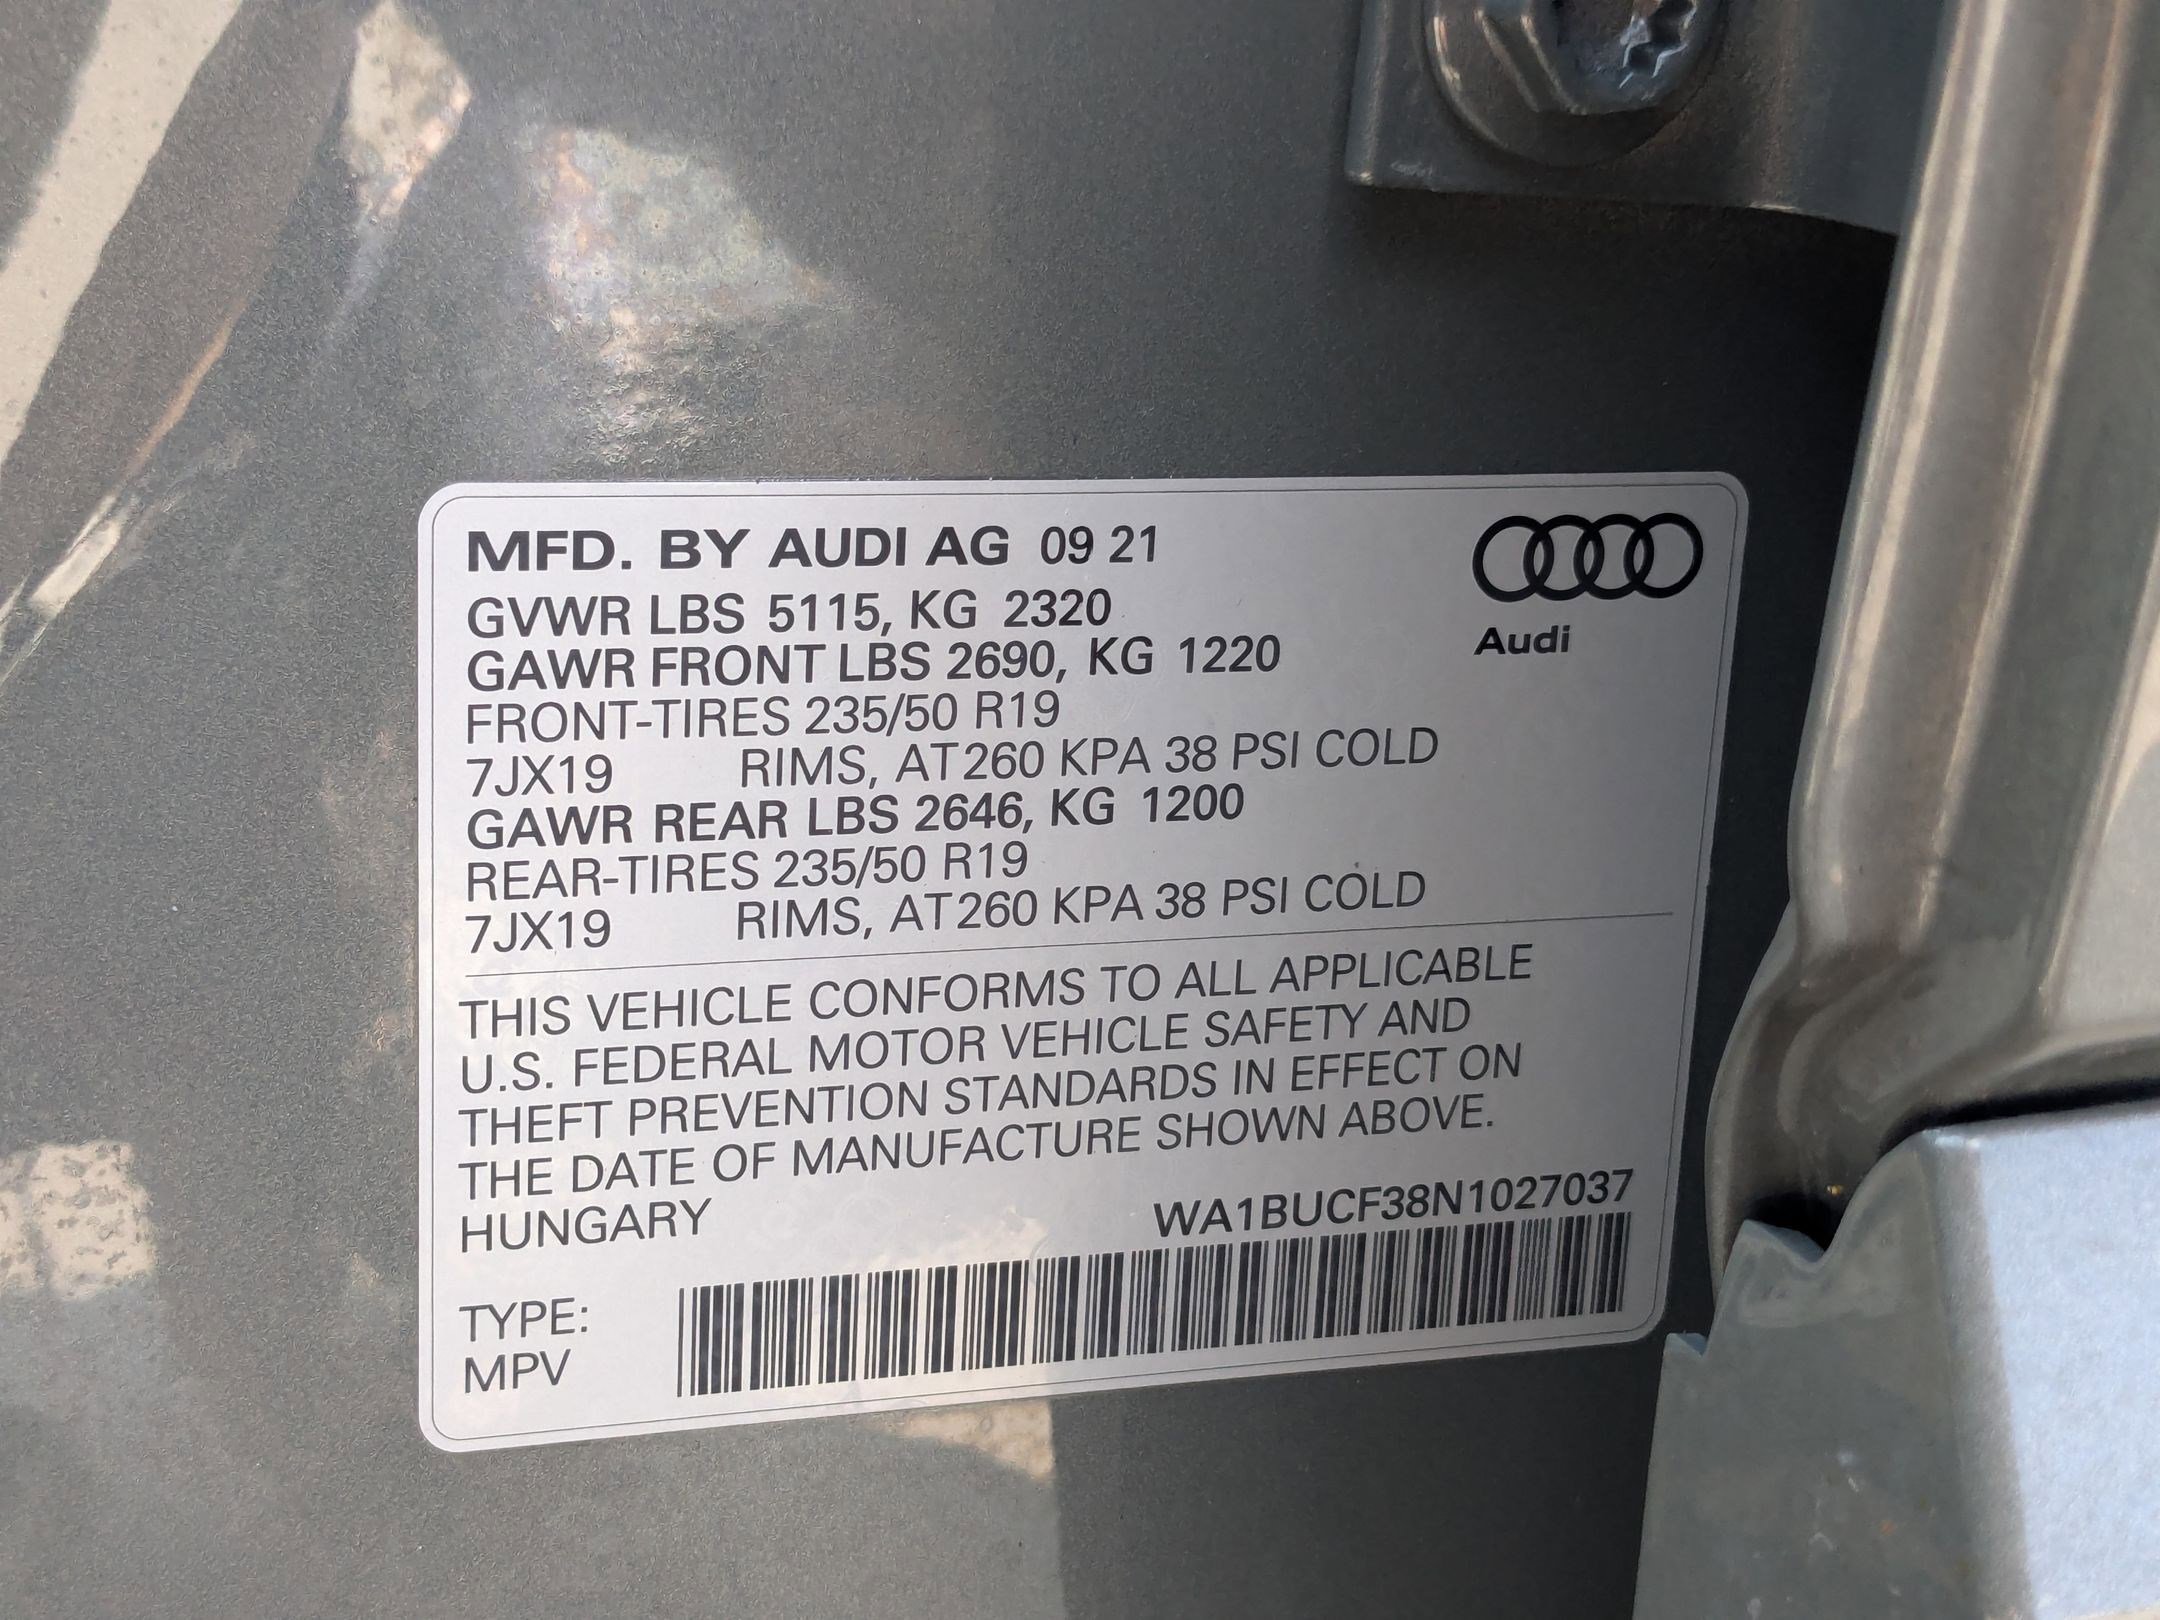 MFD. BY AUDI AG 09 21
Audi
GVWR LBS 5115, KG 2320
GAWR FRONT LBS 2690, KG 1220
FRONT-TIRES 235/50 R19
7JX19 RIMS, AT 260 KPA 38 PSI COLD
GAWR REAR LBS 2646, KG 1200
REAR-TIRES 235/50 R19
7JX19 RIMS, AT 260 KPA 38 PSI COLD
THIS VEHICLE CONFORMS TO ALL APPLICABLE
U.S. FEDERAL MOTOR VEHICLE SAFETY AND
THEFT PREVENTION STANDARDS IN EFFECT ON
THE DATE OF MANUFACTURE SHOWN ABOVE.
HUNGARY WA1BUCF38N1027037
TYPE:
MPV